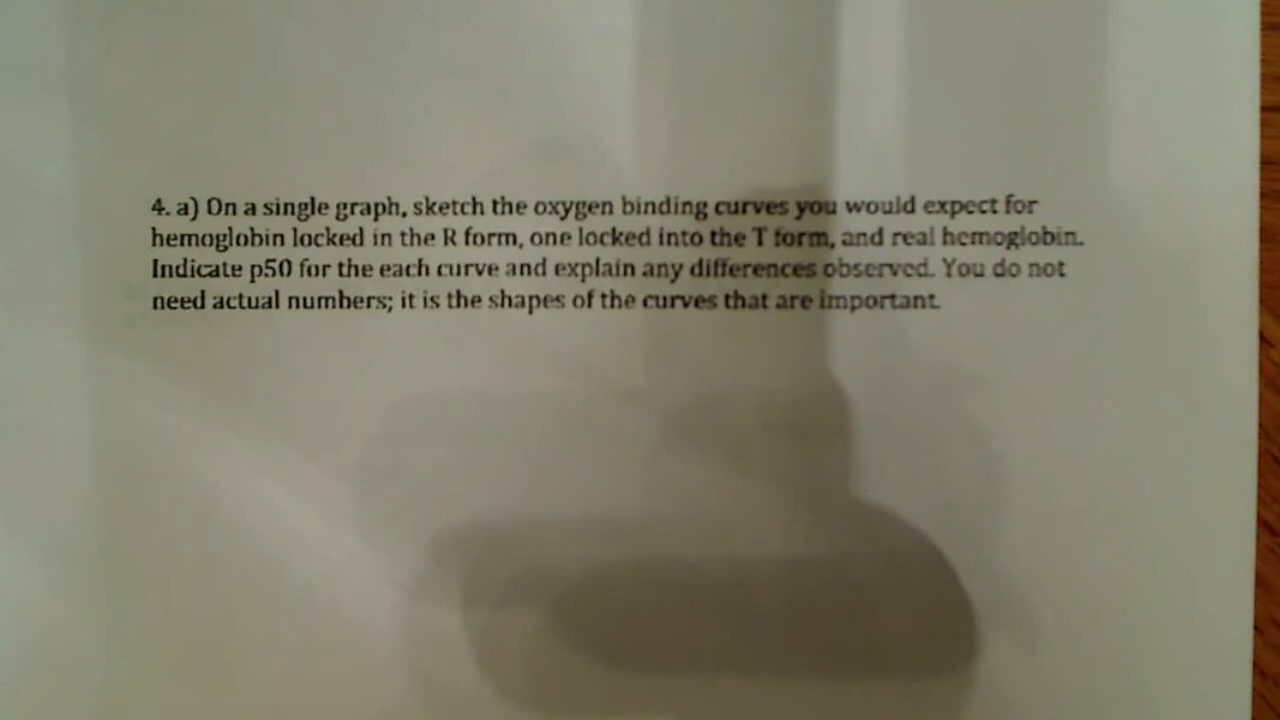 4. a) On a single graph, sketch the oxygen binding curves you would expect for
hemoglobin locked in the R form, one locked into the T form, and real hemoglobin.
Indicate p50 for the each curve and explain any differences observed. You do not
need actual numbers; it is the shapes of the curves that are important.